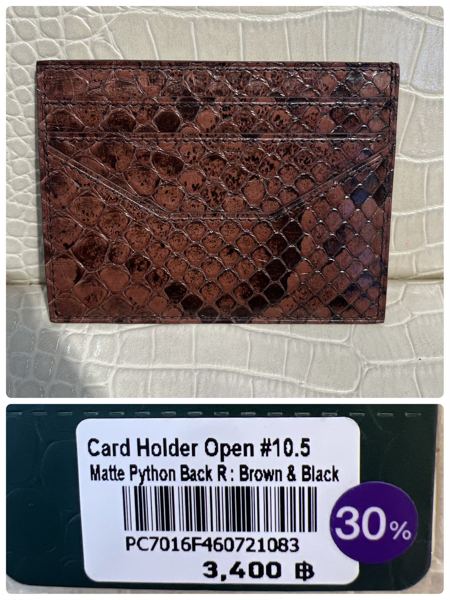 Card Holder Open #10.5
Matte Python Back R : Brown & Black
30%
PC7016F460721083
3,400 ฿